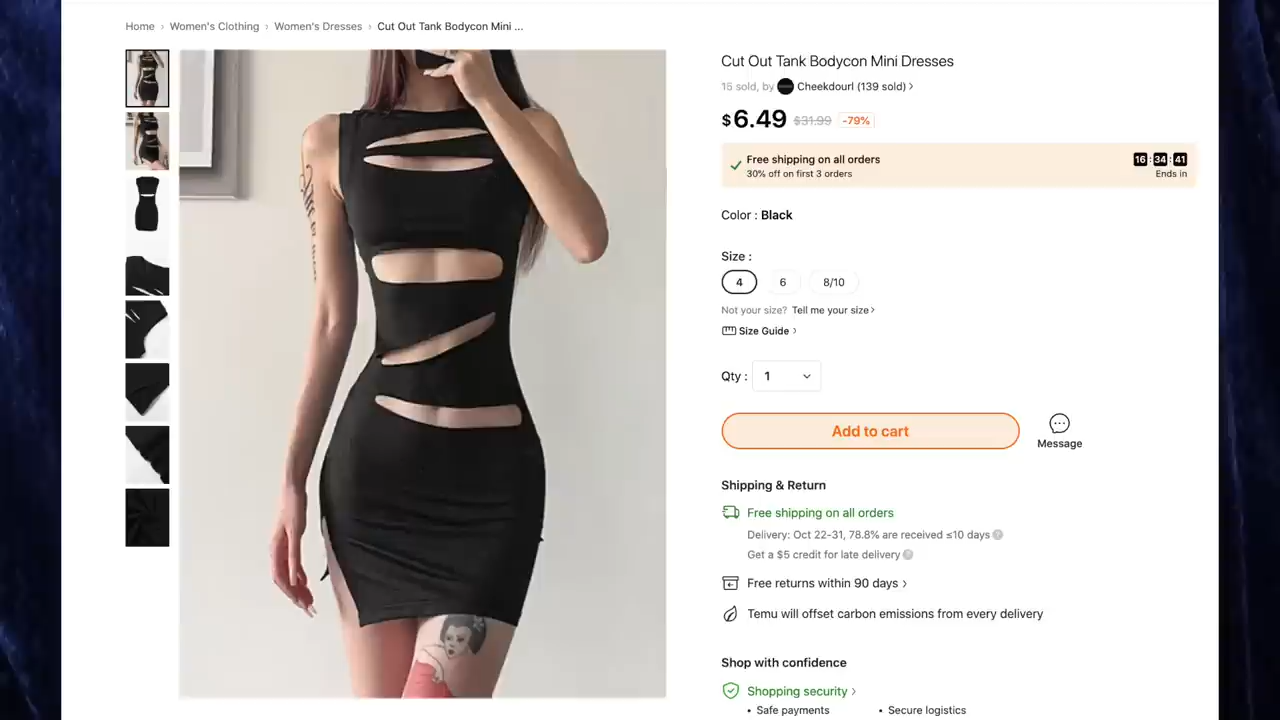 Home › Women's Clothing › Women's Dresses › Cut Out Tank Bodycon Mini ...
Cut Out Tank Bodycon Mini Dresses
15 sold, by Cheekdourl (139 sold) ›
$6.49 $31.99 -79%
Free shipping on all orders 16 : 34 : 41
30% off on first 3 orders Ends in
Color : Black
Size :
4 6 8/10
Not your size? Tell me your size ›
Size Guide ›
Qty : 1
Add to cart
Message
Shipping & Return
Free shipping on all orders
Delivery: Oct 22-31, 78.8% are received ≤10 days ?
Get a $5 credit for late delivery ?
Free returns within 90 days ›
Temu will offset carbon emissions from every delivery
Shop with confidence
Shopping security ›
• Safe payments • Secure logistics